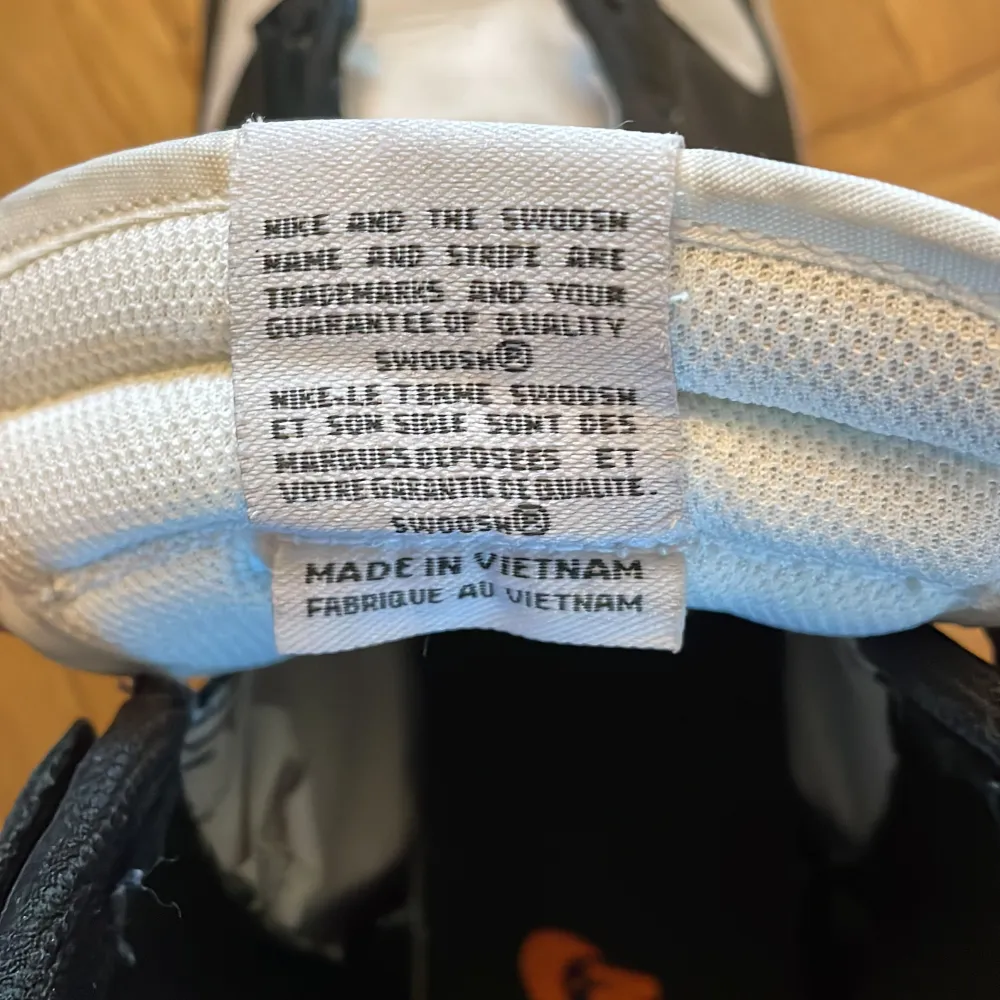 NIKE AND THE SWOOSH
NAME AND STRIPE ARE
TRADEMARKS AND YOUR
GUARANTEE OF QUALITY
SWOOSH®
NIKE, LE TERME SWOOSH
ET SON SIGLE SONT DES
MARQUES DEPOSEES ET
VOTRE GARANTIE DE QUALITE.
SWOOSH®
MADE IN VIETNAM
FABRIQUE AU VIETNAM